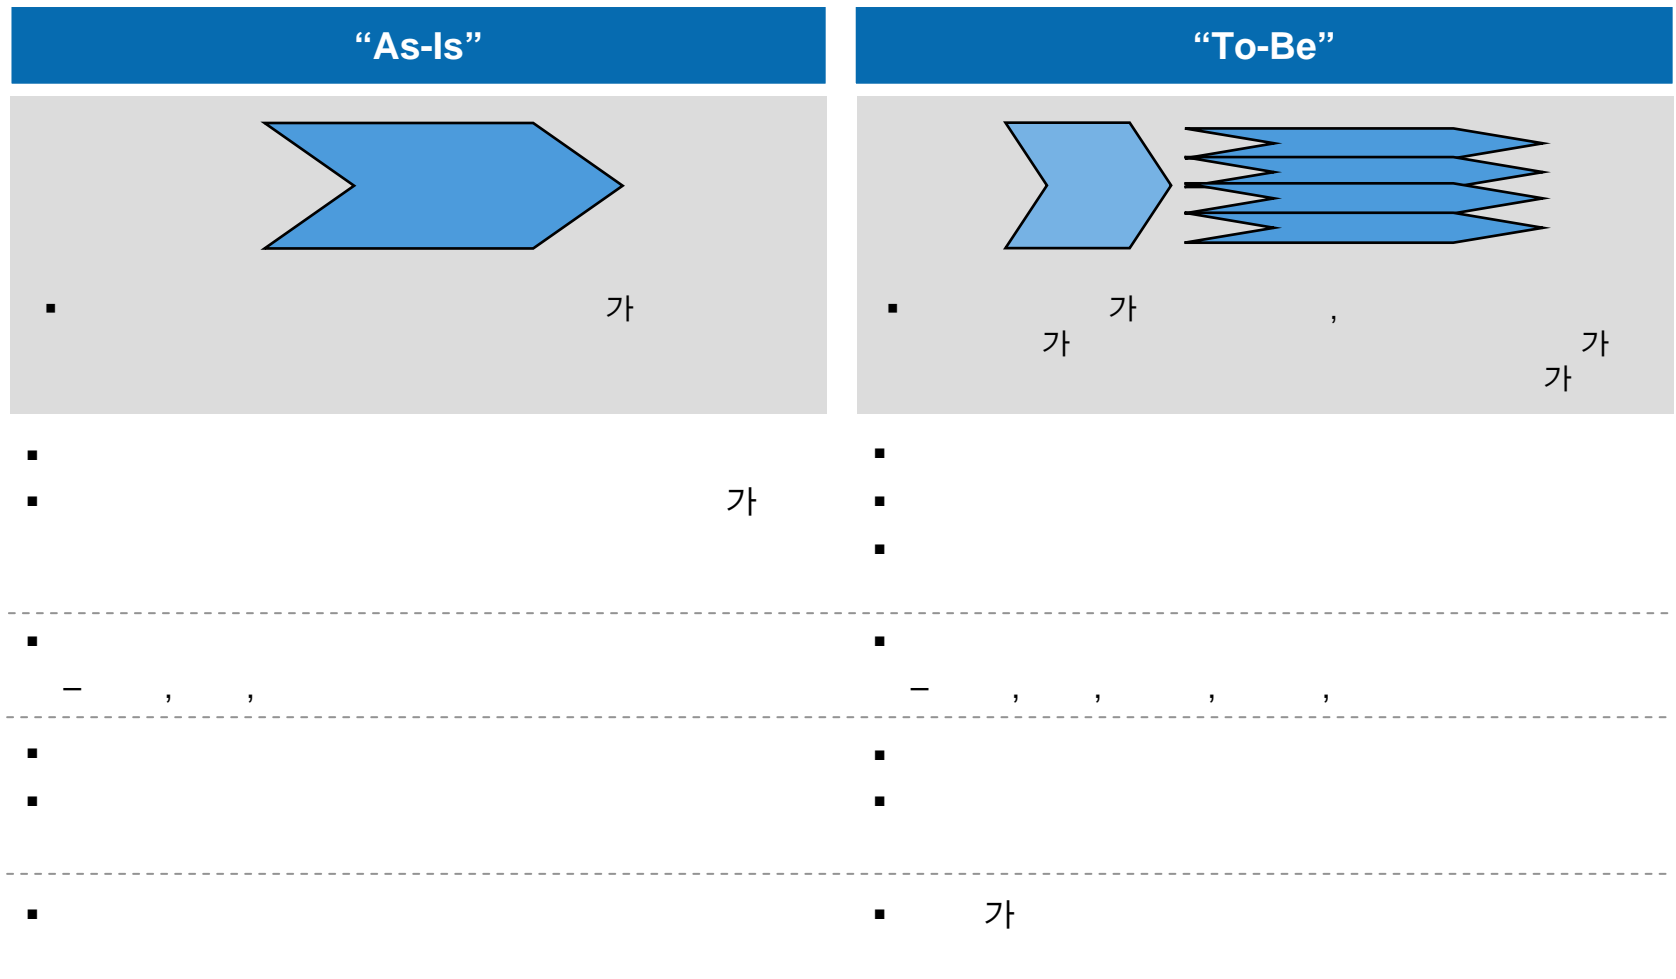 “As-Is”
▪ 가
▪
▪ 가
▪
– , ,
▪
▪
▪
“To-Be”
▪ 가 ,
가 가
가
▪
▪
▪
▪
– , , , ,
▪
▪
▪ 가